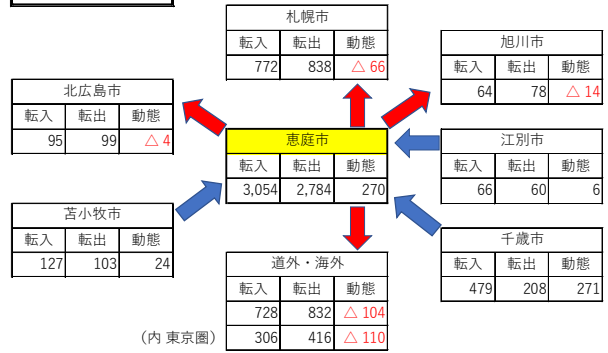 札幌市
転入 転出 動態
772 838 △ 66
旭川市
転入 転出 動態
64 78 △ 14
北広島市
転入 転出 動態
95 99 △ 4
恵庭市
転入 転出 動態
3,054 2,784 270
江別市
転入 転出 動態
66 60 6
苫小牧市
転入 転出 動態
127 103 24
千歳市
転入 転出 動態
479 208 271
道外・海外
転入 転出 動態
728 832 △ 104
(内 東京圏) 306 416 △ 110